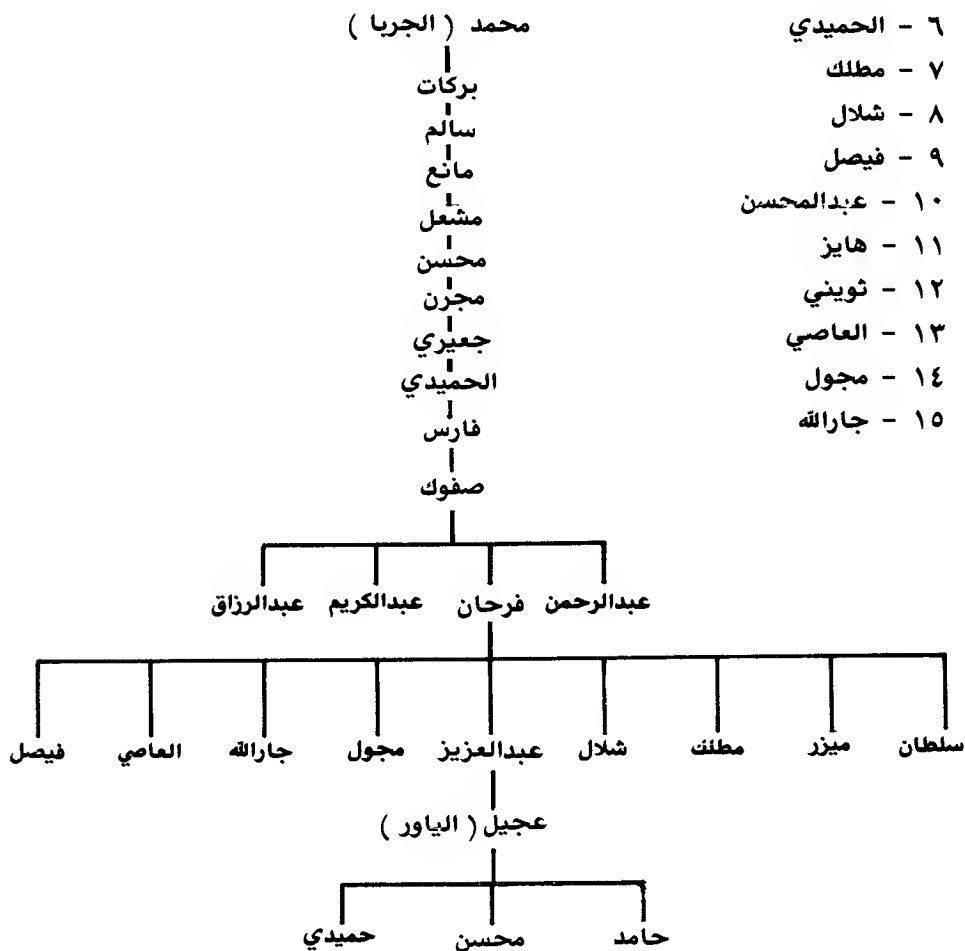 ٦ - الحميدي
٧ - مطلك
٨ - شلال
٩ - فيصل
١٠ - عبدالمحسن
١١ - هايز
١٢ - ثويني
١٣ - العاصي
١٤ - مجول
١٥ - جارالله
محمد ( الجربا )
بركات
سالم
مانع
مشعل
محسن
مجرن
جعيري
الحميدي
فارس
صفوك
عبدالرحمن فرحان عبدالكريم عبدالرزاق
سلطان ميزر مطلك شلال عبدالعزيز مجول جارالله العاصي فيصل
عجيل ( الياور )
حامد محسن حميدي